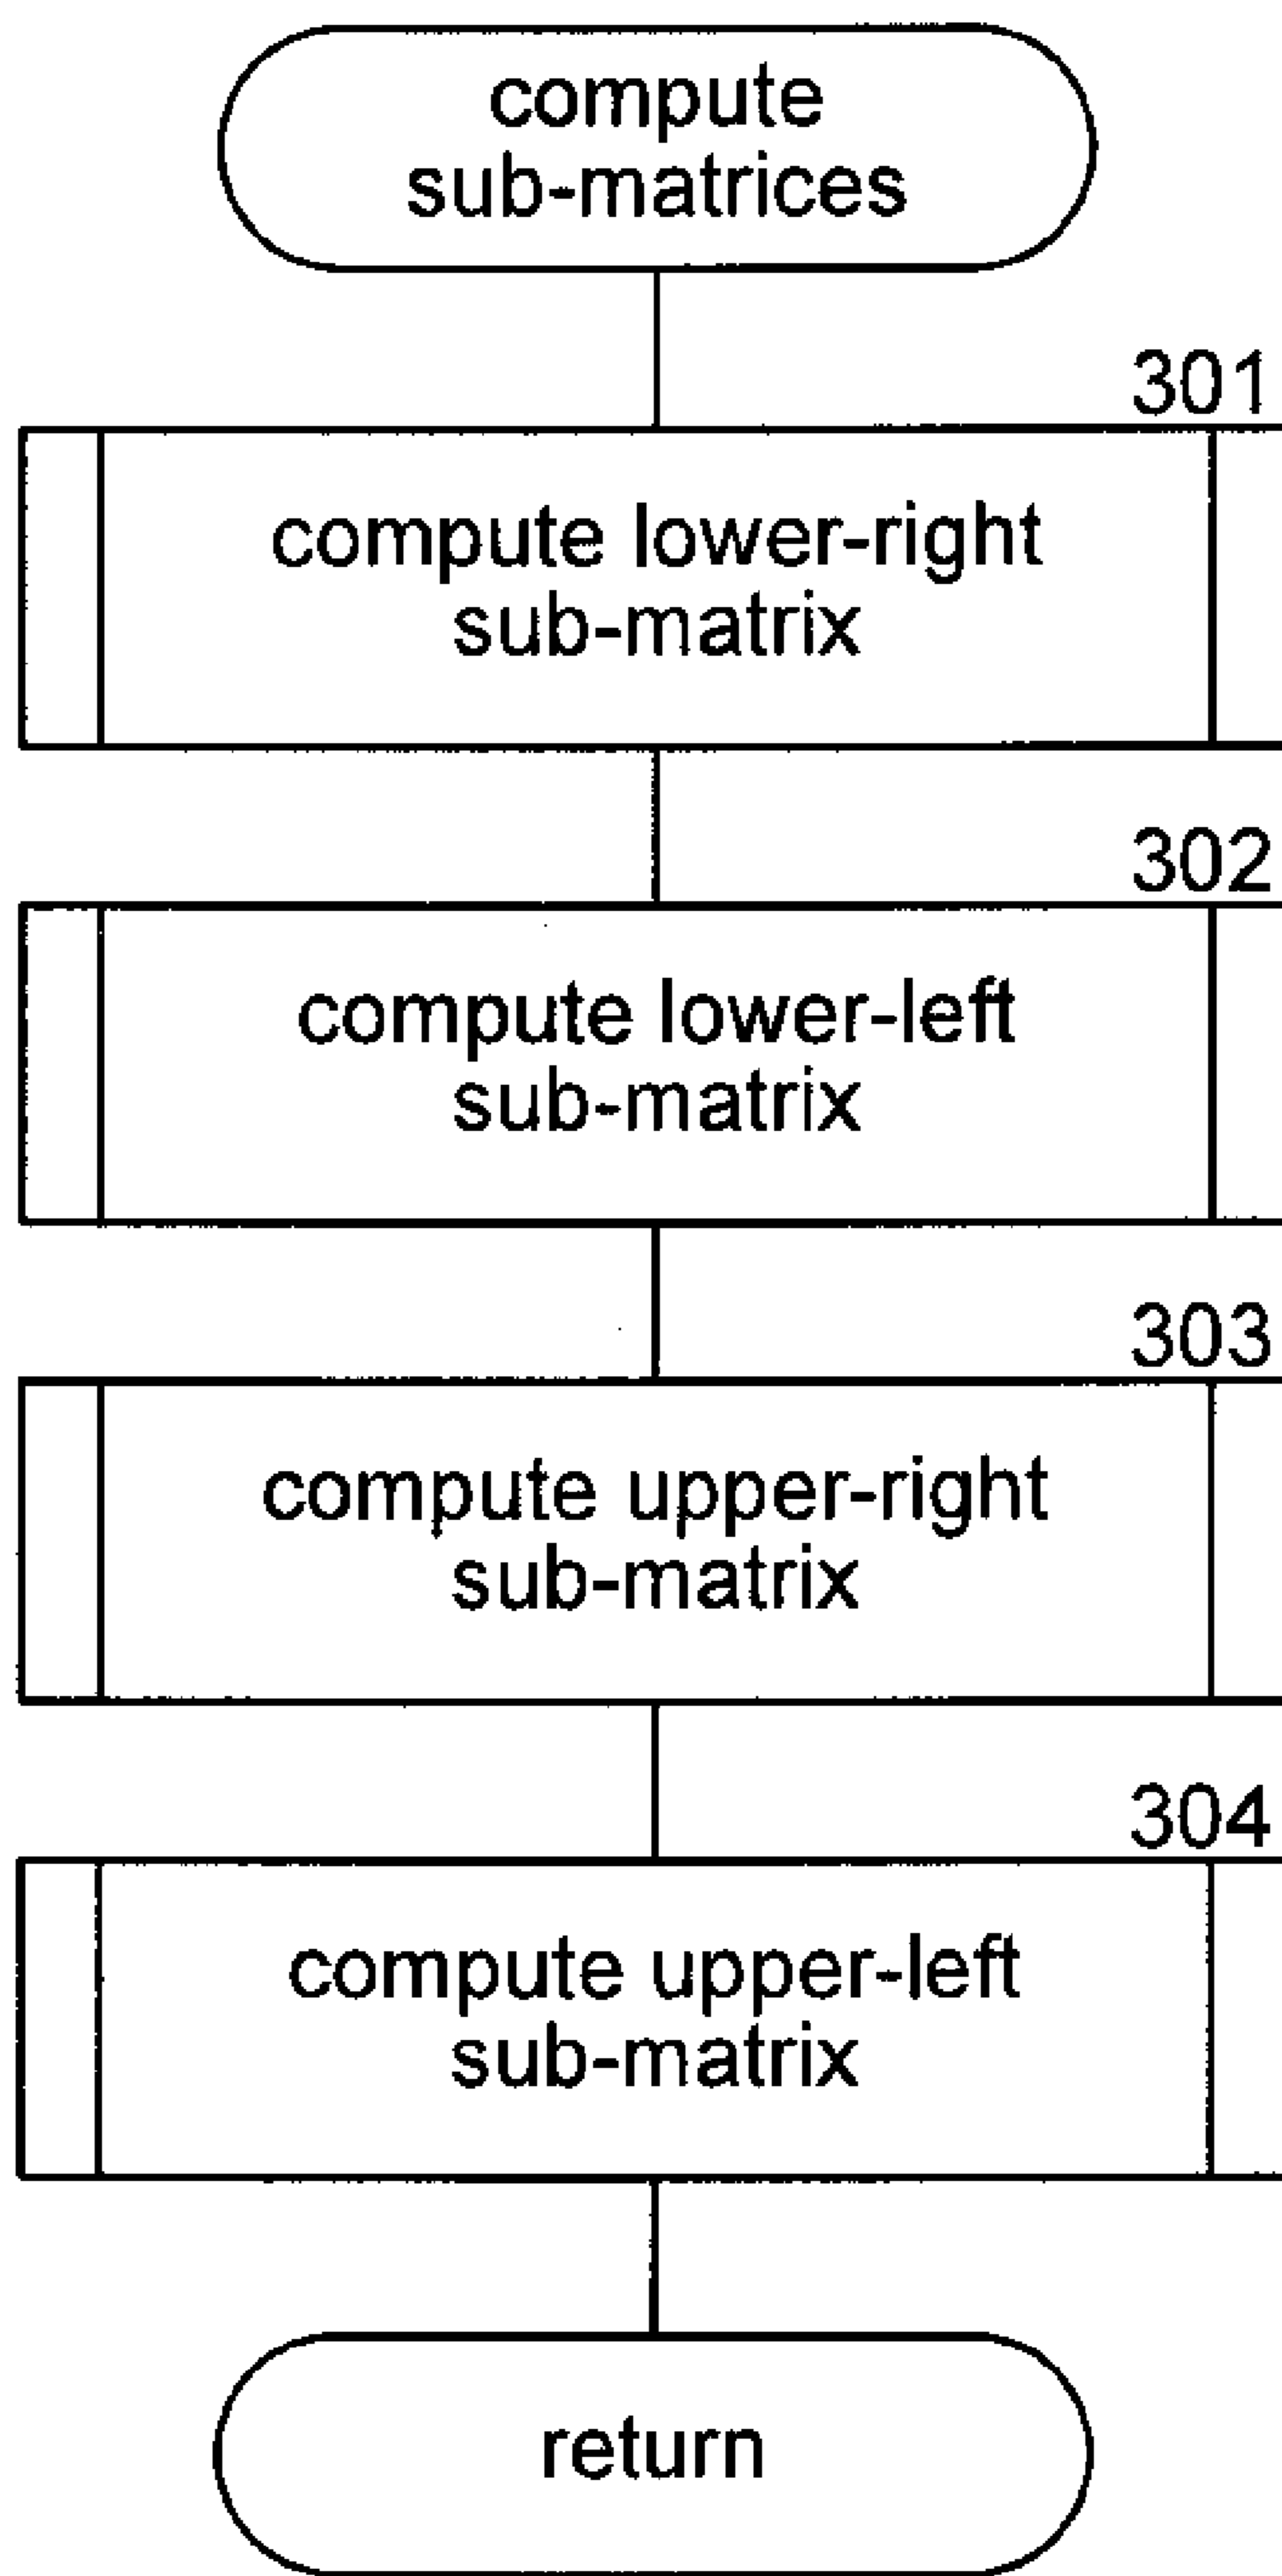 compute
sub-matrices
301
compute lower-right
sub-matrix
302
compute lower-left
sub-matrix
303
compute upper-right
sub-matrix
304
compute upper-left
sub-matrix
return